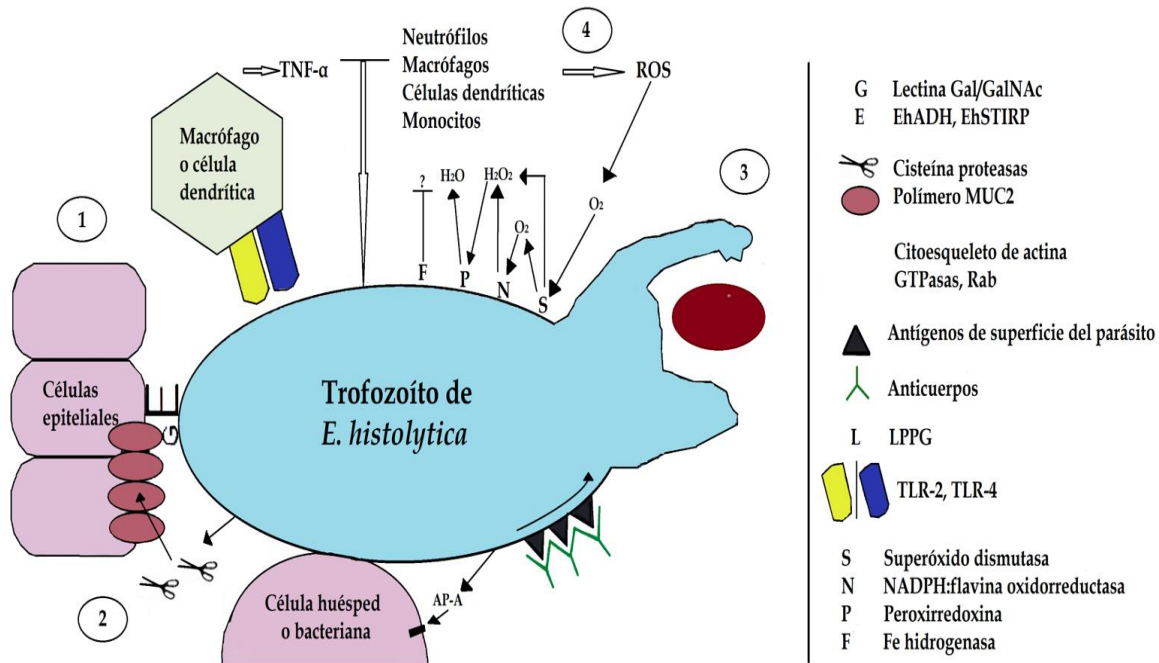 4
Neutrófilos
Macrófagos
Células dendríticas
Monocitos
TNF-α
ROS
Macrófago
o célula
dendrítica
3
1
?
H₂O
H₂O₂
O₂
O₂
F
P
N
S
Células
epiteliales
E
G
Trofozoíto de
E. histolytica
2
Célula huésped
o bacteriana
AP-A
G Lectina Gal/GalNAc
E EhADH, EhSTIRP
Cisteína proteasas
Polímero MUC2
Citoesqueleto de actina
GTPasas, Rab
Antígenos de superficie del parásito
Anticuerpos
L LPPG
TLR-2, TLR-4
S Superóxido dismutasa
N NADPH:flavina oxidorreductasa
P Peroxirredoxina
F Fe hidrogenasa